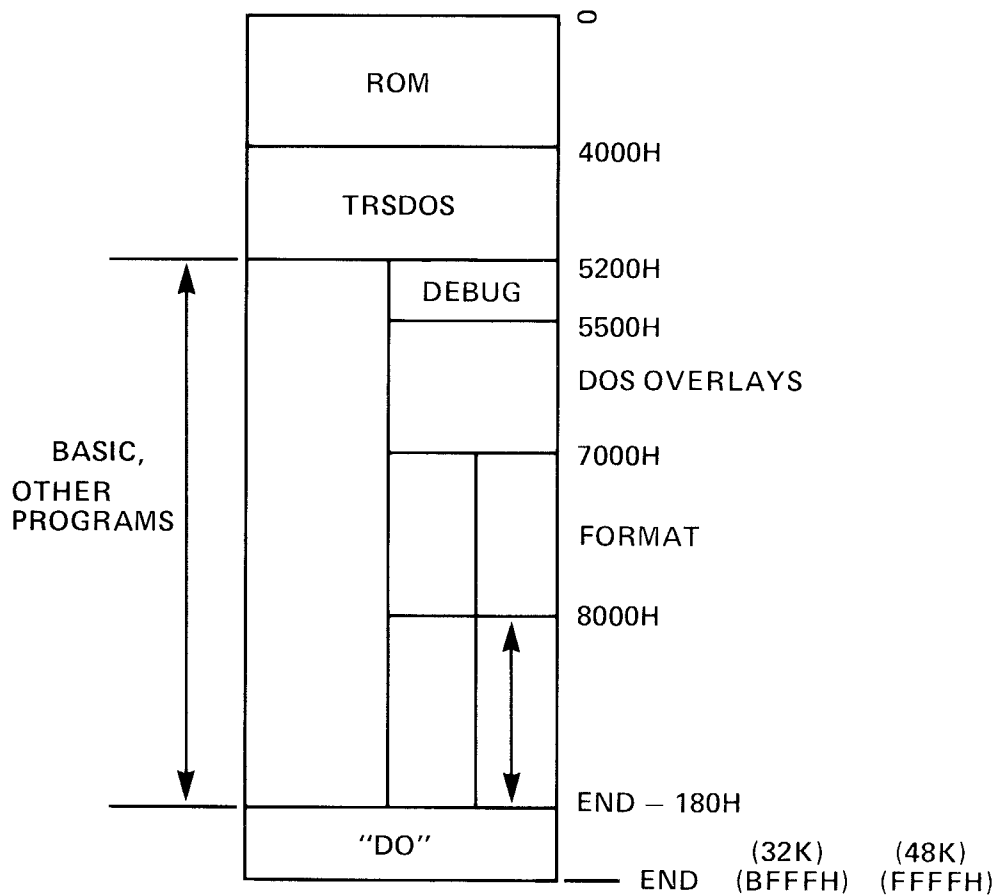 0
ROM
4000H
TRSDOS
5200H
DEBUG
5500H
DOS OVERLAYS
BASIC,
OTHER
PROGRAMS
7000H
FORMAT
8000H
END – 180H
“DO”
(32K) (48K)
END (BFFFH) (FFFFH)